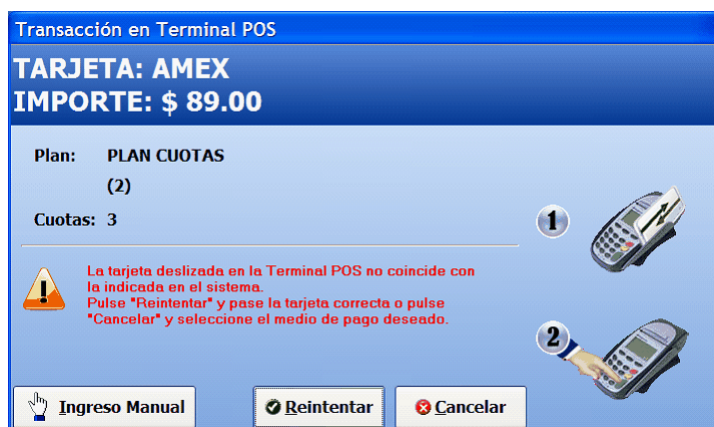 Transacción en Terminal POS
TARJETA: AMEX
IMPORTE: $ 89.00
Plan: PLAN CUOTAS
(2)
Cuotas: 3
1
La tarjeta deslizada en la Terminal POS no coincide con
la indicada en el sistema.
Pulse "Reintentar" y pase la tarjeta correcta o pulse
"Cancelar" y seleccione el medio de pago deseado.
2
Ingreso Manual Reintentar Cancelar